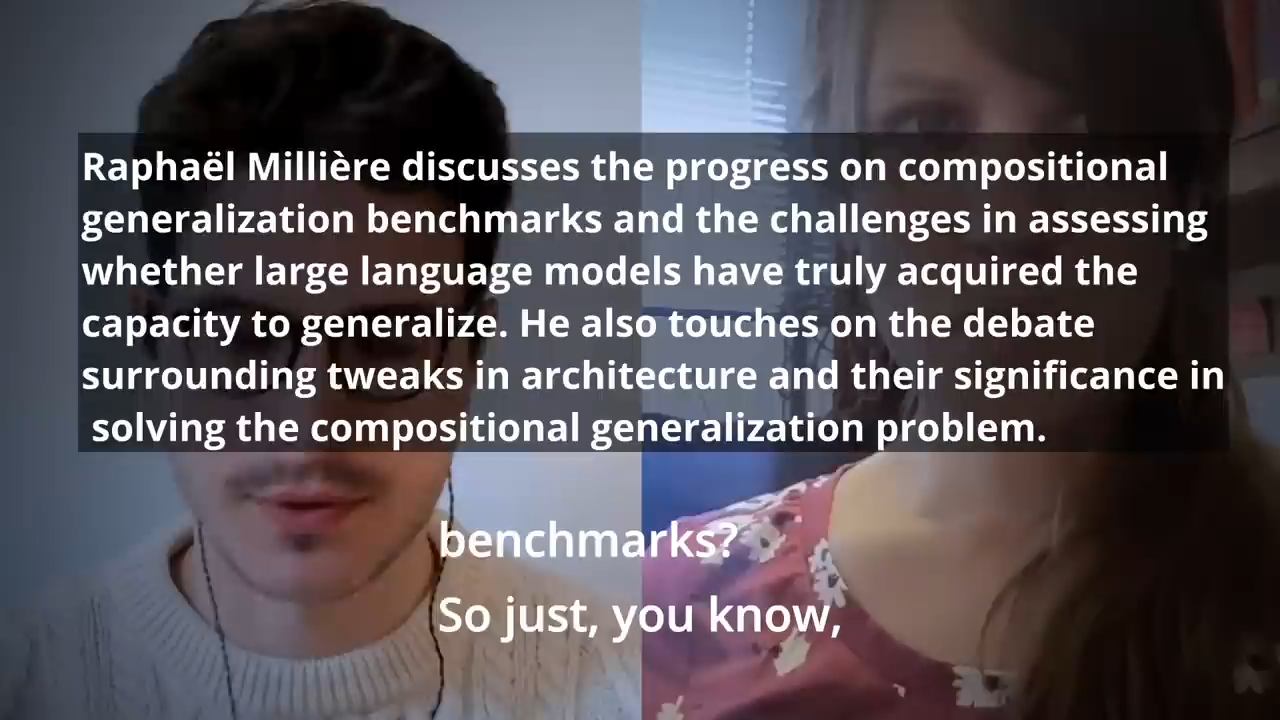 Raphaël Millière discusses the progress on compositional
generalization benchmarks and the challenges in assessing
whether large language models have truly acquired the
capacity to generalize. He also touches on the debate
surrounding tweaks in architecture and their significance in
solving the compositional generalization problem.
benchmarks?
So just, you know,